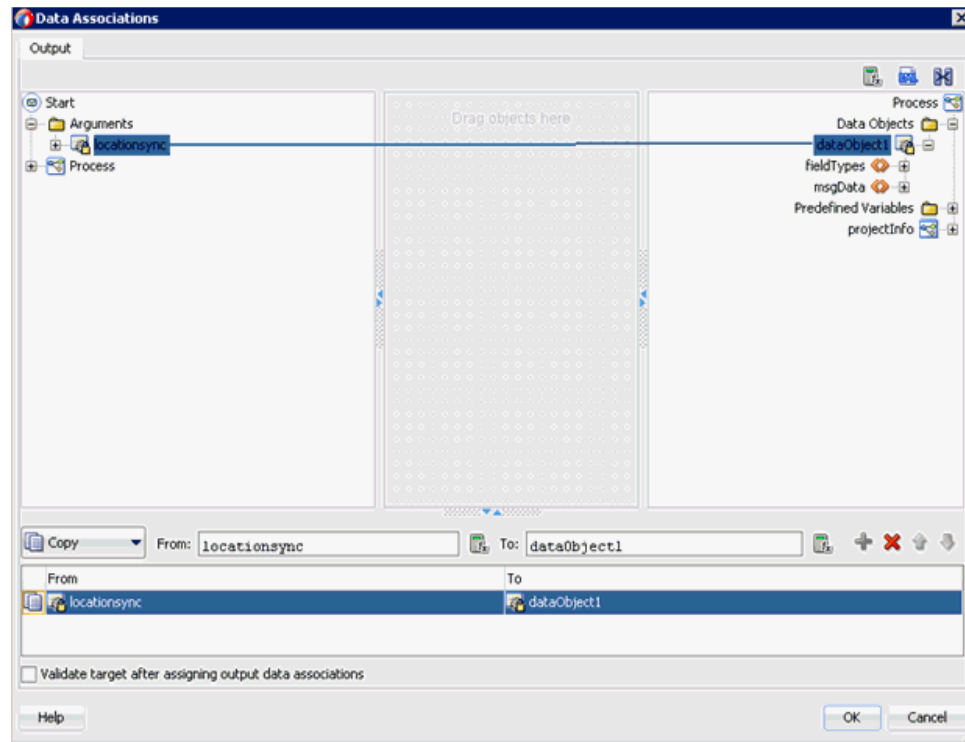 Data Associations
Output
Start
Arguments
locationsync
Process
Drag objects here
Process
Data Objects
dataObject1
fieldTypes
msgData
Predefined Variables
projectInfo
Copy From: locationsync To: dataObject1
From To
locationsync dataObject1
Validate target after assigning output data associations
Help OK Cancel